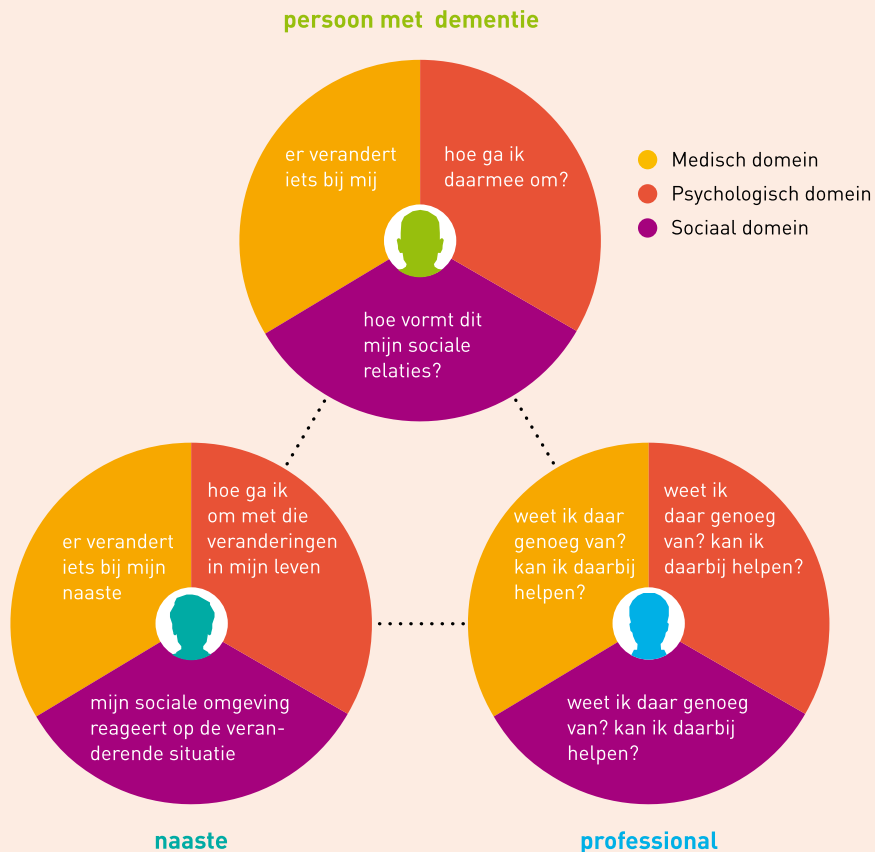 persoon met dementie
er verandert
iets bij mij
hoe ga ik
daarmee om?
hoe vormt dit
mijn sociale
relaties?
Medisch domein
Psychologisch domein
Sociaal domein
er verandert
iets bij mijn
naaste
hoe ga ik
om met die
veranderingen
in mijn leven
mijn sociale omgeving
reageert op de veran-
derende situatie
naaste
weet ik daar
genoeg van?
kan ik daarbij
helpen?
weet ik
daar genoeg
van? kan ik
daarbij helpen?
weet ik daar genoeg
van? kan ik daarbij
helpen?
professional